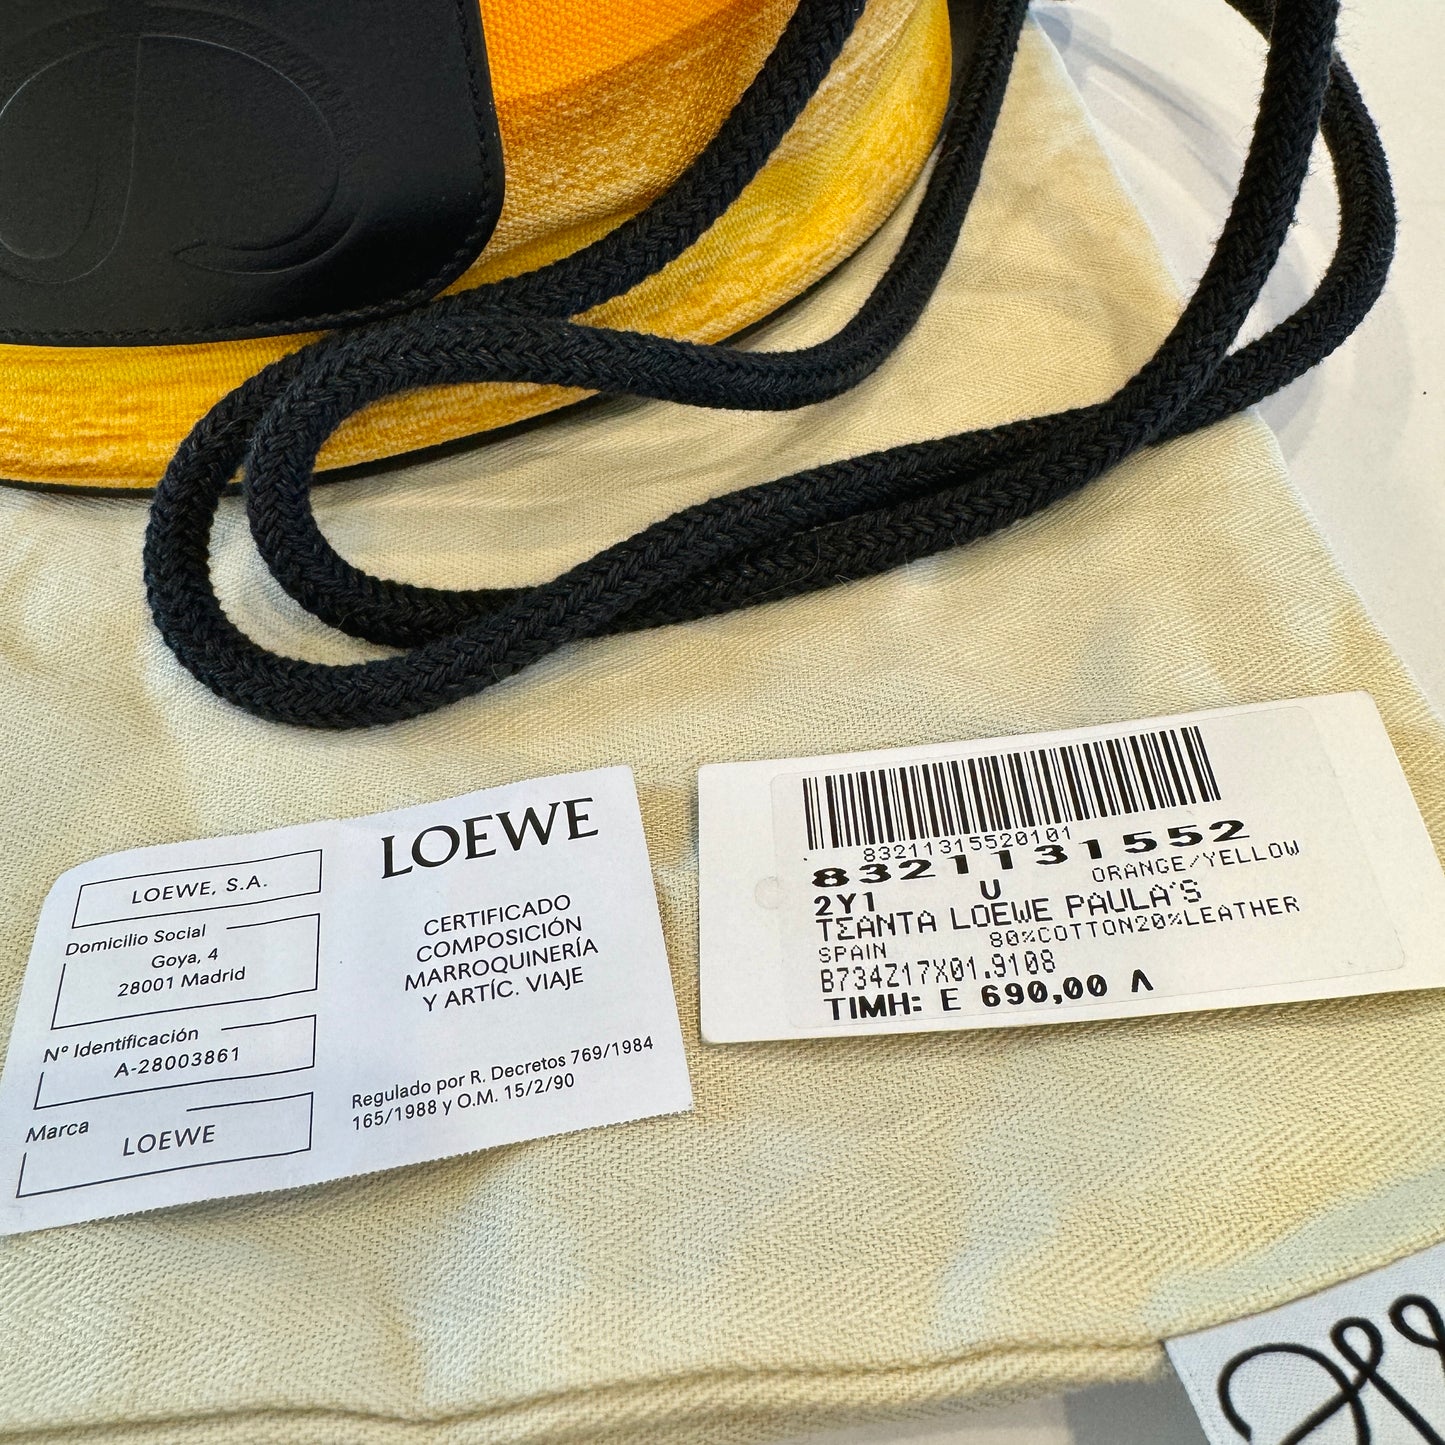 LOEWE, S.A.
Domicilio Social
Goya, 4
28001 Madrid
Nº Identificación
A-28003861
Marca
LOEWE
LOEWE
CERTIFICADO
COMPOSICIÓN
MARROQUINERÍA
Y ARTÍC. VIAJE
Regulado por R. Decretos 769/1984
165/1988 y O.M. 15/2/90
83211315520101
8321131552
2Y1 U ORANGE/YELLOW
ΤΣΑΝΤΑ LOEWE PAULA'S
SPAIN 80%COTTON20%LEATHER
B734Z17X01.9108
ΤΙΜΗ: Ε 690,00 Λ